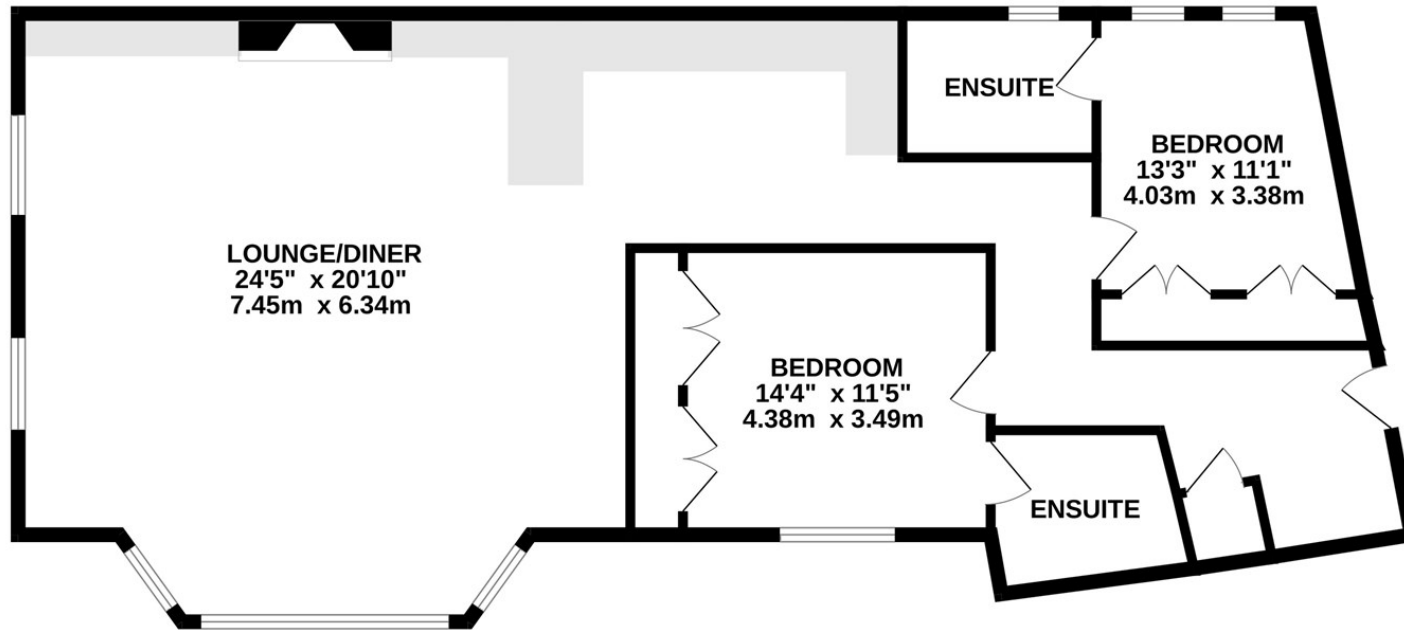 ENSUITE
BEDROOM
13'3" x 11'1"
4.03m x 3.38m
LOUNGE/DINER
24'5" x 20'10"
7.45m x 6.34m
BEDROOM
14'4" x 11'5"
4.38m x 3.49m
ENSUITE